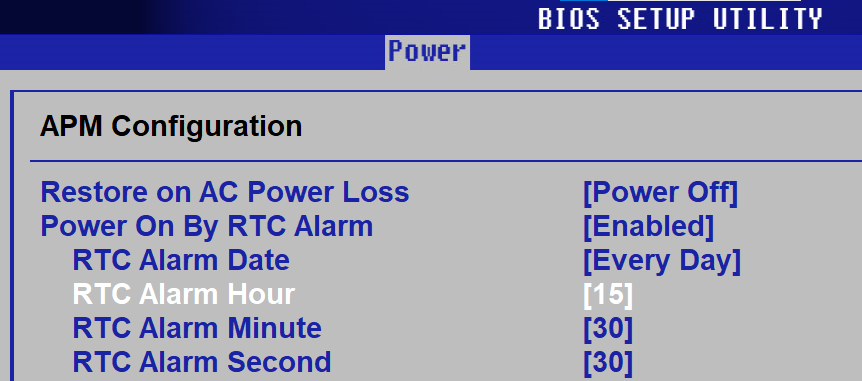 BIOS SETUP UTILITY
Power
APM Configuration
Restore on AC Power Loss [Power Off]
Power On By RTC Alarm [Enabled]
RTC Alarm Date [Every Day]
RTC Alarm Hour [15]
RTC Alarm Minute [30]
RTC Alarm Second [30]